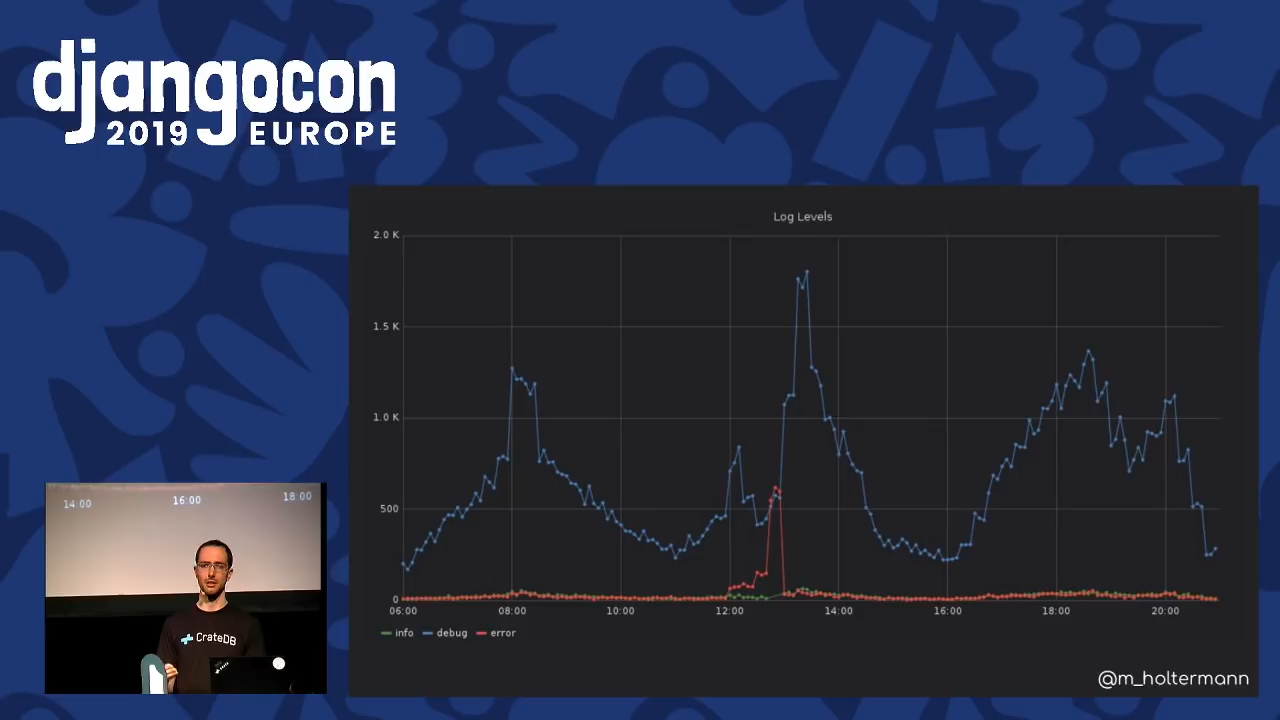 djangocon
2019 EUROPE
Log Levels
2.0 K
1.5 K
1.0 K
500
0
06:00 08:00 10:00 12:00 14:00 16:00 18:00 20:00
info debug error
@m_holtermann
14:00 16:00 18:00
CrateDB